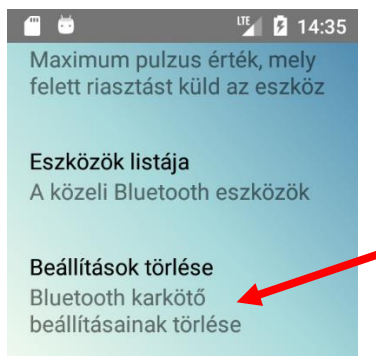 LTE 14:35
Maximum pulzus érték, mely
felett riasztást küld az eszköz
Eszközök listája
A közeli Bluetooth eszközök
Beállítások törlése
Bluetooth karkötő
beállításainak törlése